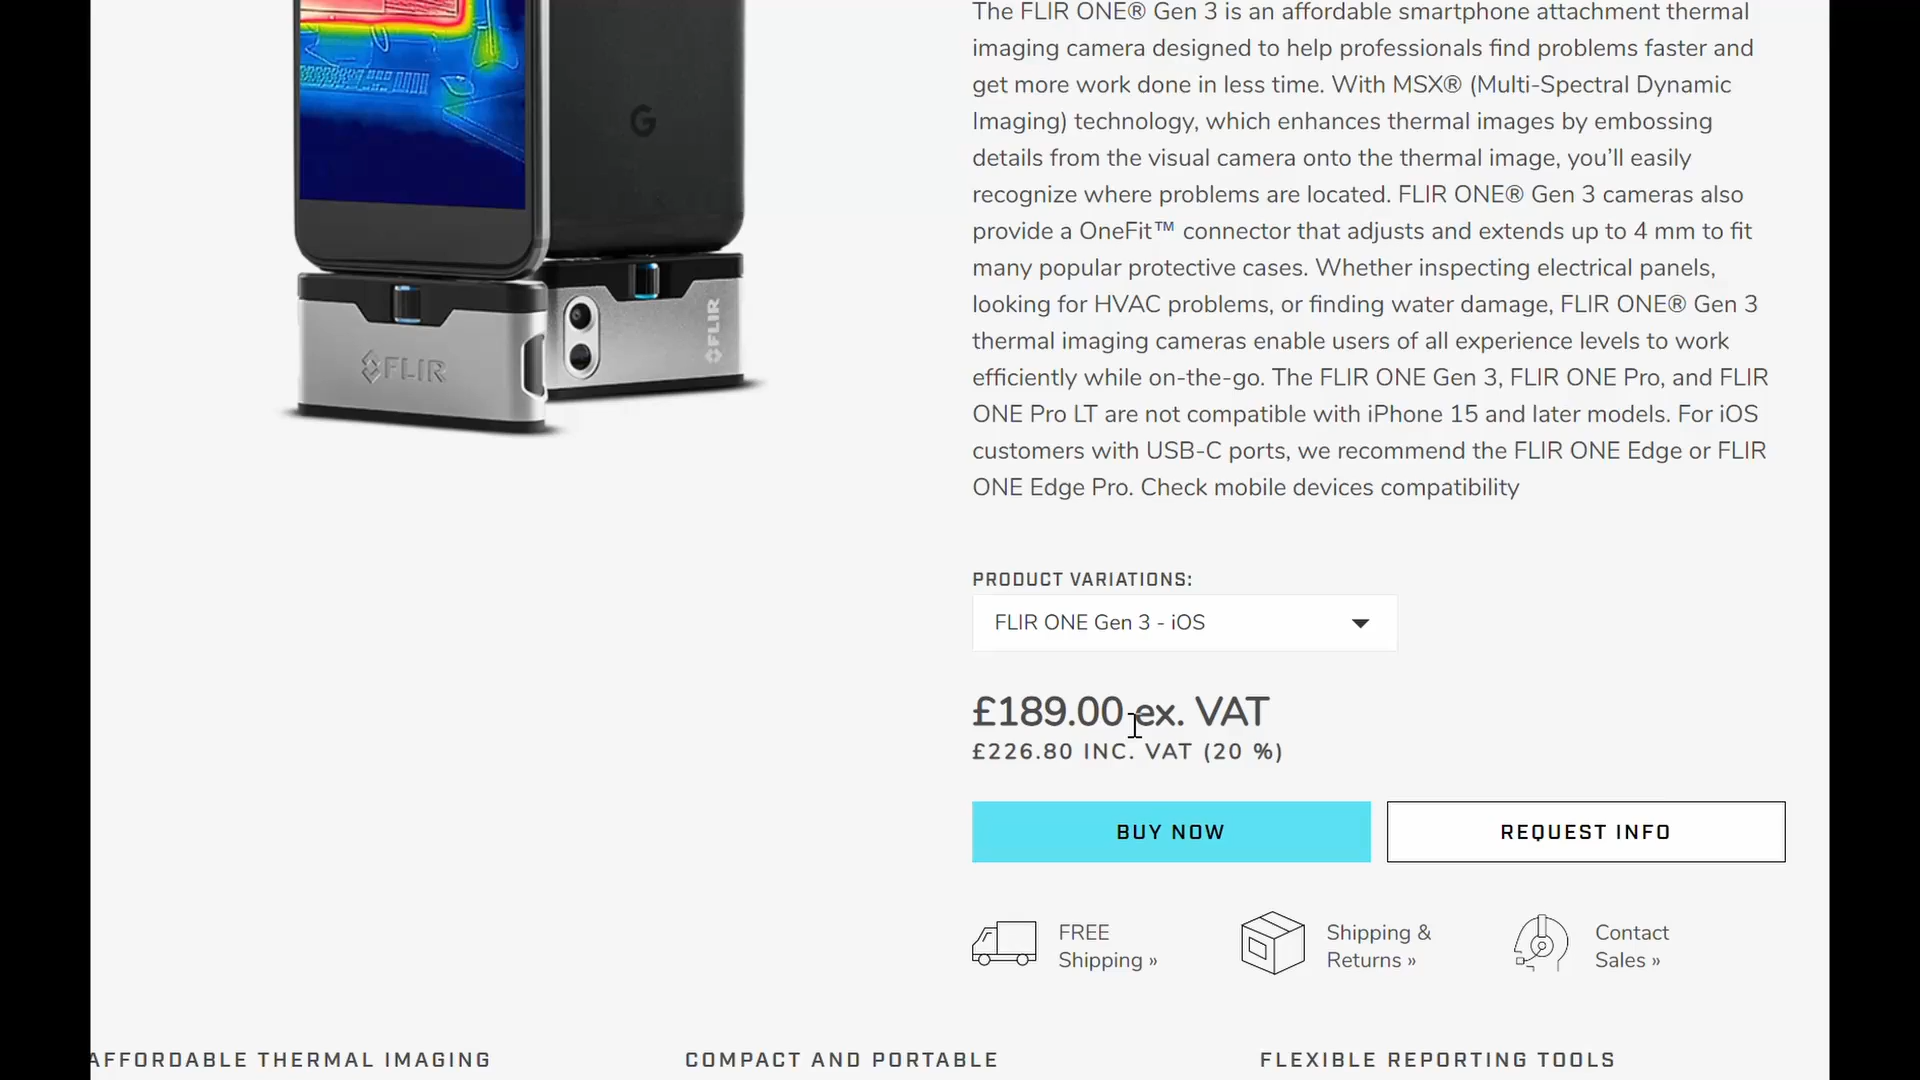 The FLIR ONE® Gen 3 is an affordable smartphone attachment thermal
imaging camera designed to help professionals find problems faster and
get more work done in less time. With MSX® (Multi-Spectral Dynamic
Imaging) technology, which enhances thermal images by embossing
details from the visual camera onto the thermal image, you’ll easily
recognize where problems are located. FLIR ONE® Gen 3 cameras also
provide a OneFit™ connector that adjusts and extends up to 4 mm to fit
many popular protective cases. Whether inspecting electrical panels,
looking for HVAC problems, or finding water damage, FLIR ONE® Gen 3
thermal imaging cameras enable users of all experience levels to work
efficiently while on-the-go. The FLIR ONE Gen 3, FLIR ONE Pro, and FLIR
ONE Pro LT are not compatible with iPhone 15 and later models. For iOS
customers with USB-C ports, we recommend the FLIR ONE Edge or FLIR
ONE Edge Pro. Check mobile devices compatibility
G
FLIR
FLIR
PRODUCT VARIATIONS:
FLIR ONE Gen 3 - iOS
£189.00 ex. VAT
£226.80 INC. VAT (20 %)
BUY NOW
REQUEST INFO
FREE
Shipping »
Shipping &
Returns »
Contact
Sales »
AFFORDABLE THERMAL IMAGING
COMPACT AND PORTABLE
FLEXIBLE REPORTING TOOLS